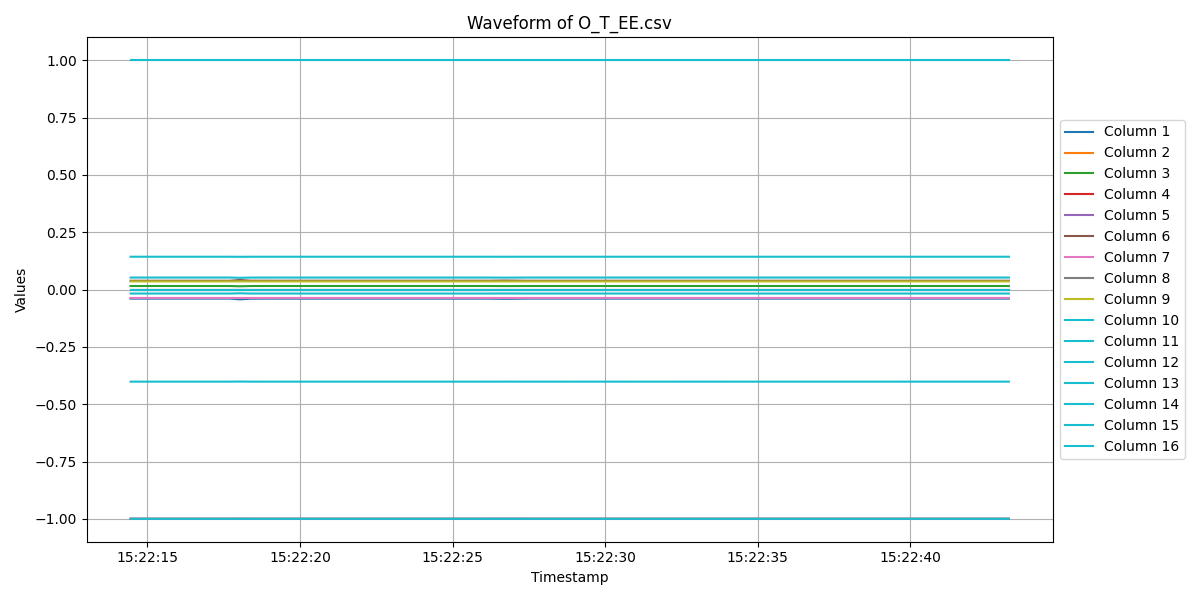 Waveform of O_T_EE.csv
1.00
0.75
0.50
0.25
0.00
−0.25
−0.50
−0.75
−1.00
Values
15:22:15 15:22:20 15:22:25 15:22:30 15:22:35 15:22:40
Timestamp
Column 1
Column 2
Column 3
Column 4
Column 5
Column 6
Column 7
Column 8
Column 9
Column 10
Column 11
Column 12
Column 13
Column 14
Column 15
Column 16